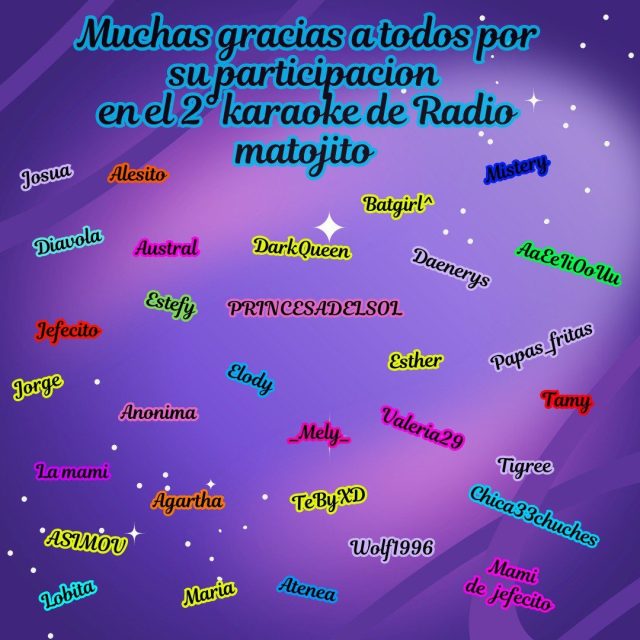 Muchas gracias a todos por
su participacion
en el 2° karaoke de Radio
matojito
Josua
Alesito
Mistery
Batgirl^
Diavola
Austral
DarkQueen
Daenerys
AaEeIiOoUu
Estefy
PRINCESADELSOL
Jefecito
Esther
Papas_fritas
Jorge
Elody
Anonima
Tamy
_Mely_
Valeria29
La mami
Tigree
Agartha
TeByXD
Chica33chuches
ASIMOV
Wolf1996
Lobita
Maria
Atenea
Mami
de jefecito